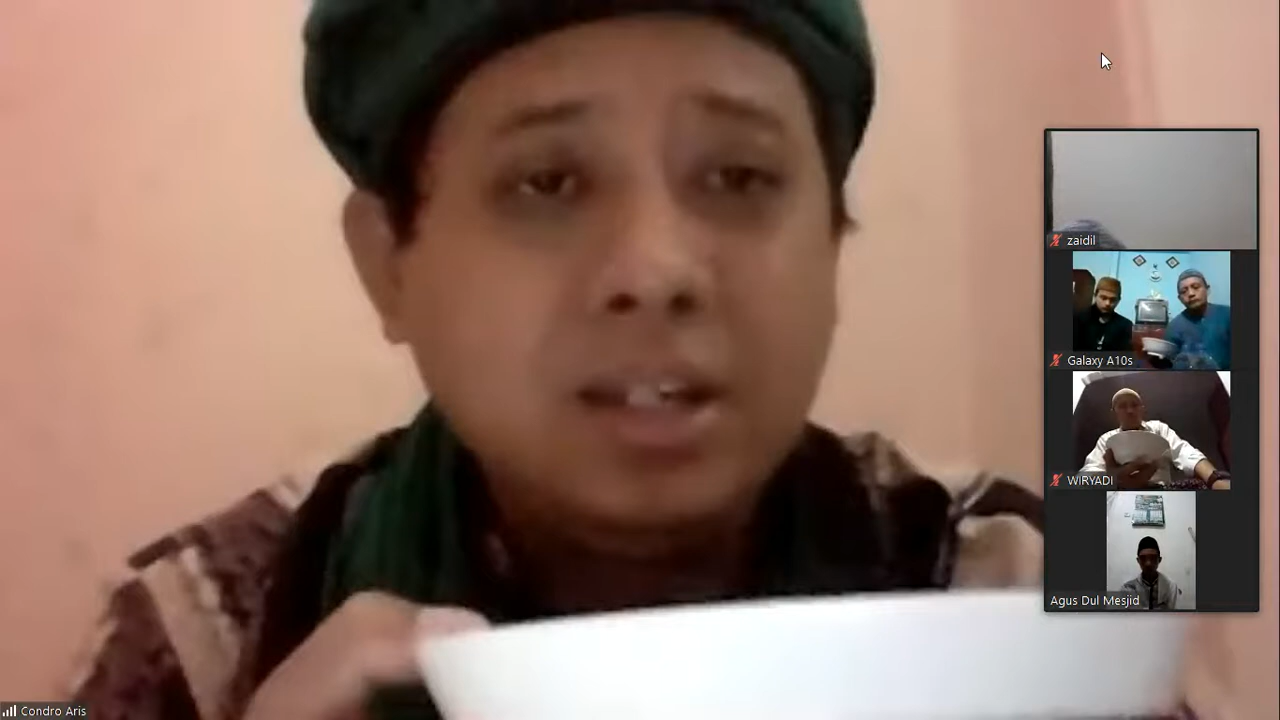 zaidil
Galaxy A10s
WIRYADI
Agus Dul Mesjid
Condro Aris